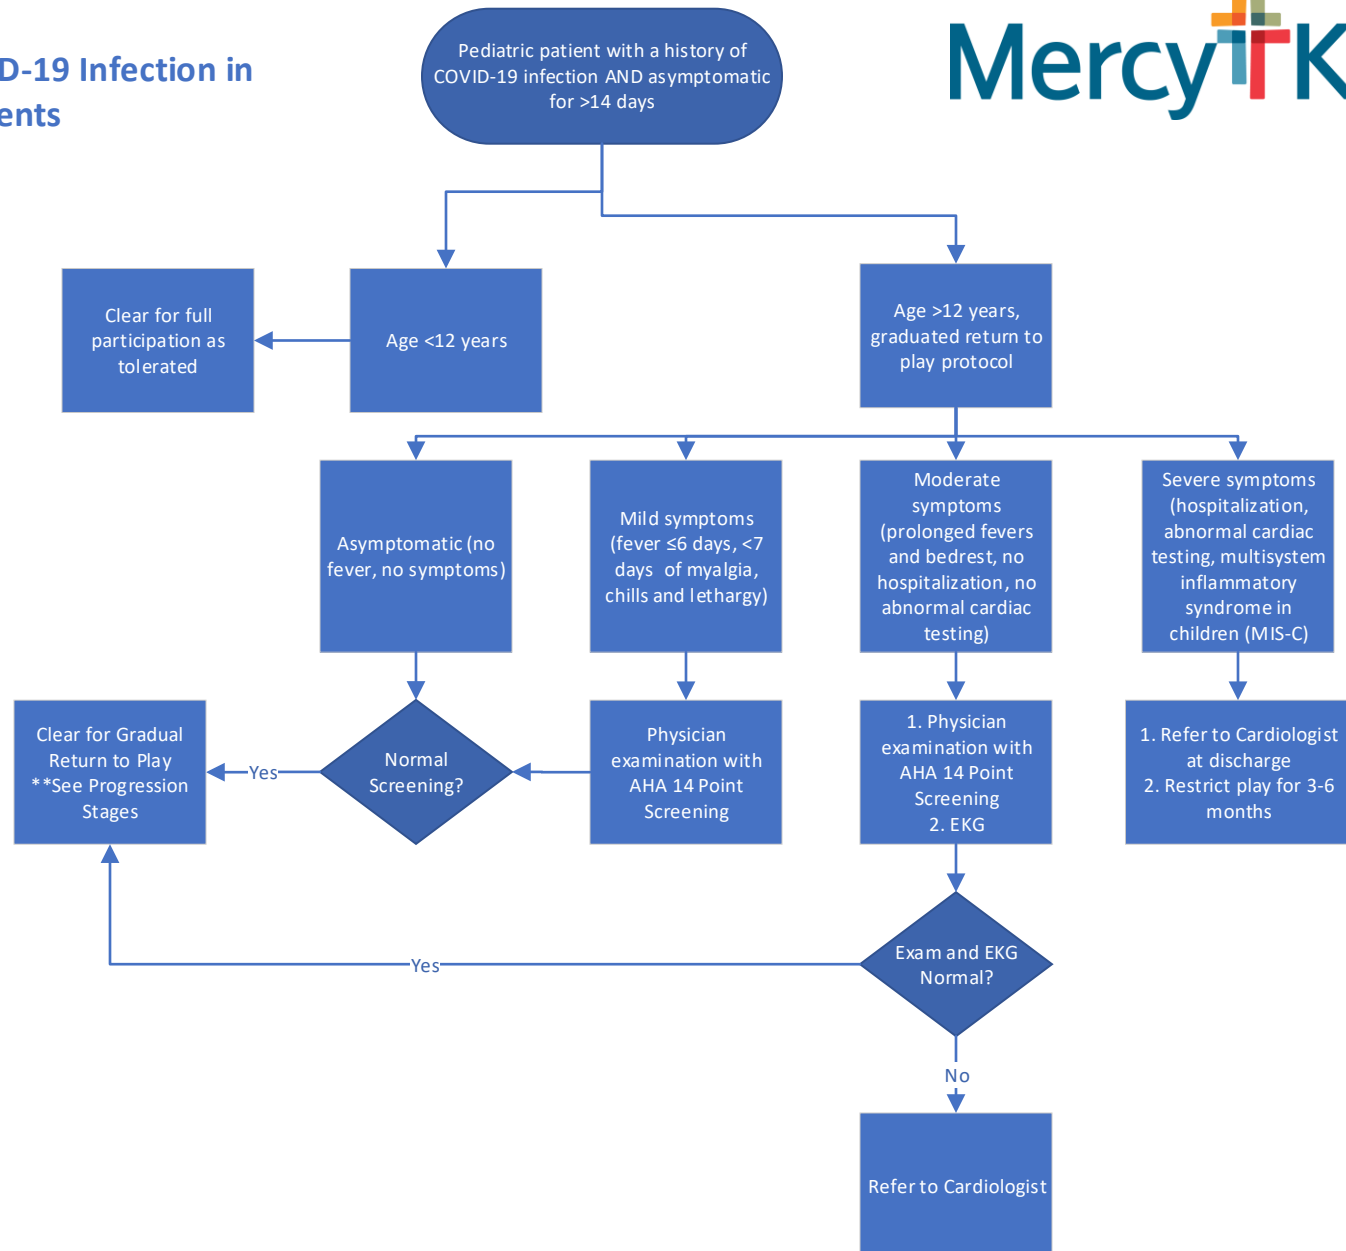 D-19 Infection in
ents
Pediatric patient with a history of
COVID-19 infection AND asymptomatic
for >14 days
MercyTK
Clear for full
participation as
tolerated
Age <12 years
Age >12 years,
graduated return to
play protocol
Asymptomatic (no
fever, no symptoms)
Mild symptoms
(fever ≤6 days, <7
days of myalgia,
chills and lethargy)
Moderate
symptoms
(prolonged fevers
and bedrest, no
hospitalization, no
abnormal cardiac
testing)
Severe symptoms
(hospitalization,
abnormal cardiac
testing, multisystem
inflammatory
syndrome in
children (MIS-C)
Clear for Gradual
Return to Play
**See Progression
Stages
Yes
Normal
Screening?
Physician
examination with
AHA 14 Point
Screening
1. Physician
examination with
AHA 14 Point
Screening
2. EKG
1. Refer to Cardiologist
at discharge
2. Restrict play for 3-6
months
Yes
Exam and EKG
Normal?
No
Refer to Cardiologist